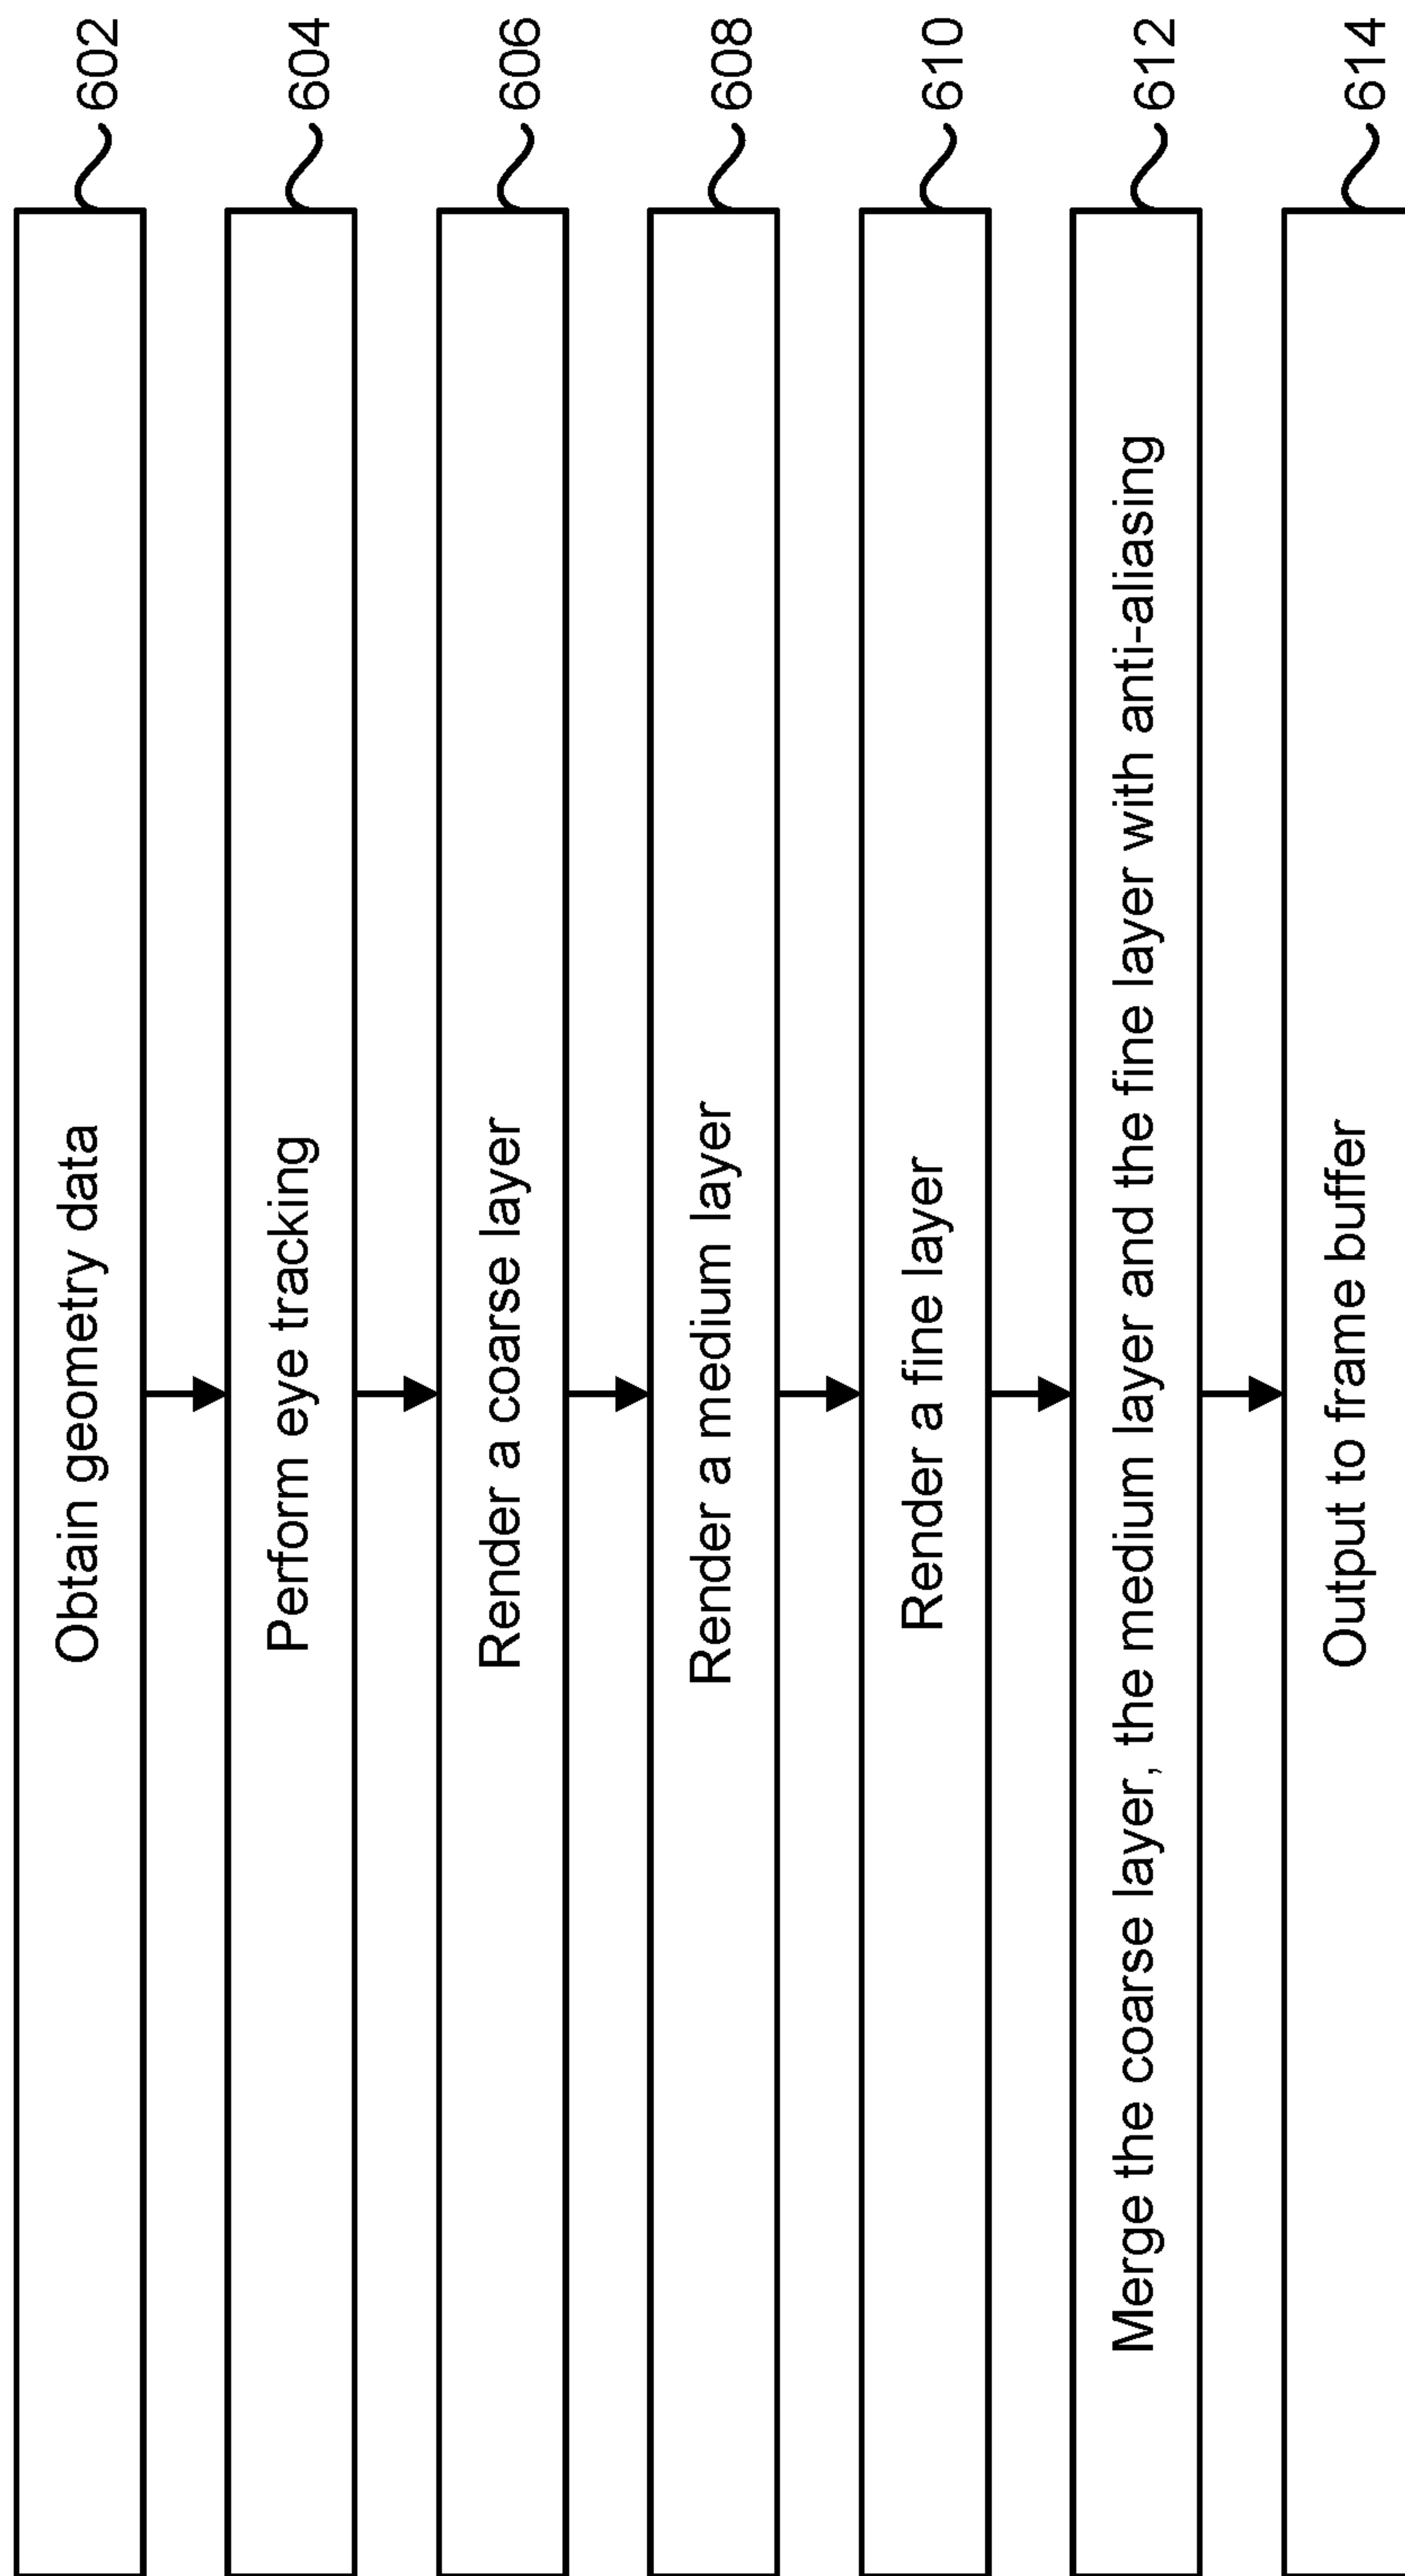 Obtain geometry data
602
Perform eye tracking
604
Render a coarse layer
606
Render a medium layer
608
Render a fine layer
610
Merge the coarse layer, the medium layer and the fine layer with anti-aliasing
612
Output to frame buffer
614